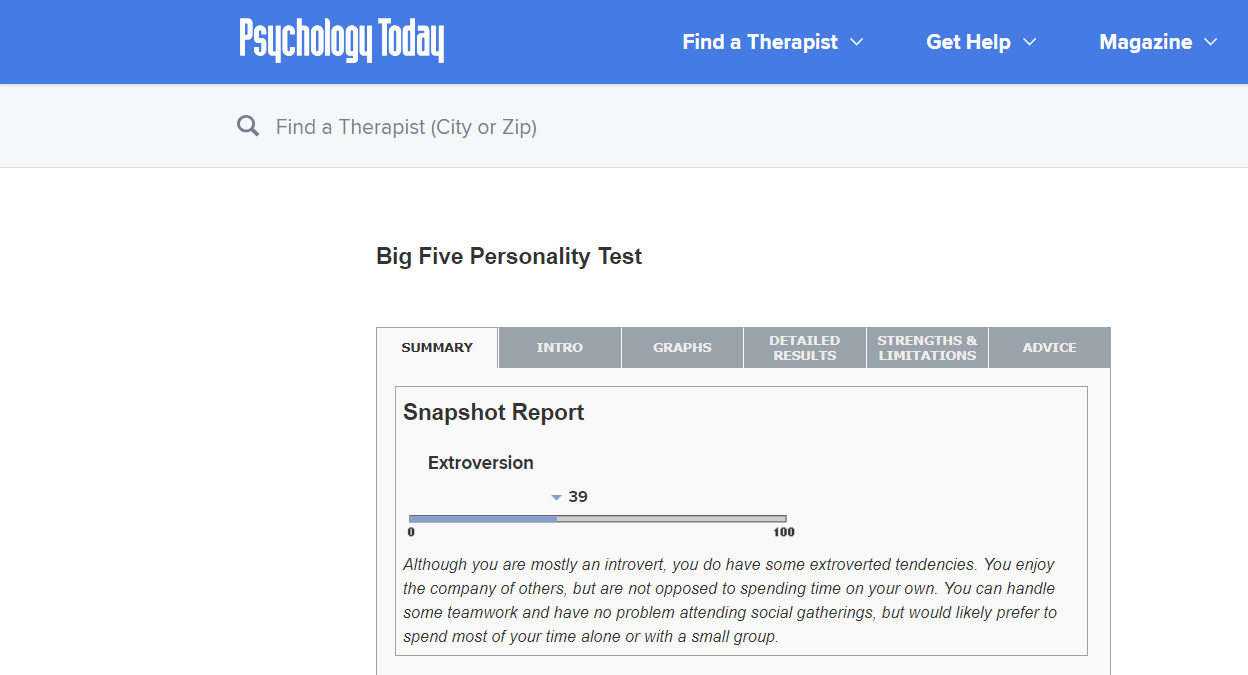 Psychology Today
Find a Therapist
Get Help
Magazine
Find a Therapist (City or Zip)
Big Five Personality Test
SUMMARY
INTRO
GRAPHS
DETAILED
RESULTS
STRENGTHS &
LIMITATIONS
ADVICE
Snapshot Report
Extroversion
39
0
100
Although you are mostly an introvert, you do have some extroverted tendencies. You enjoy
the company of others, but are not opposed to spending time on your own. You can handle
some teamwork and have no problem attending social gatherings, but would likely prefer to
spend most of your time alone or with a small group.